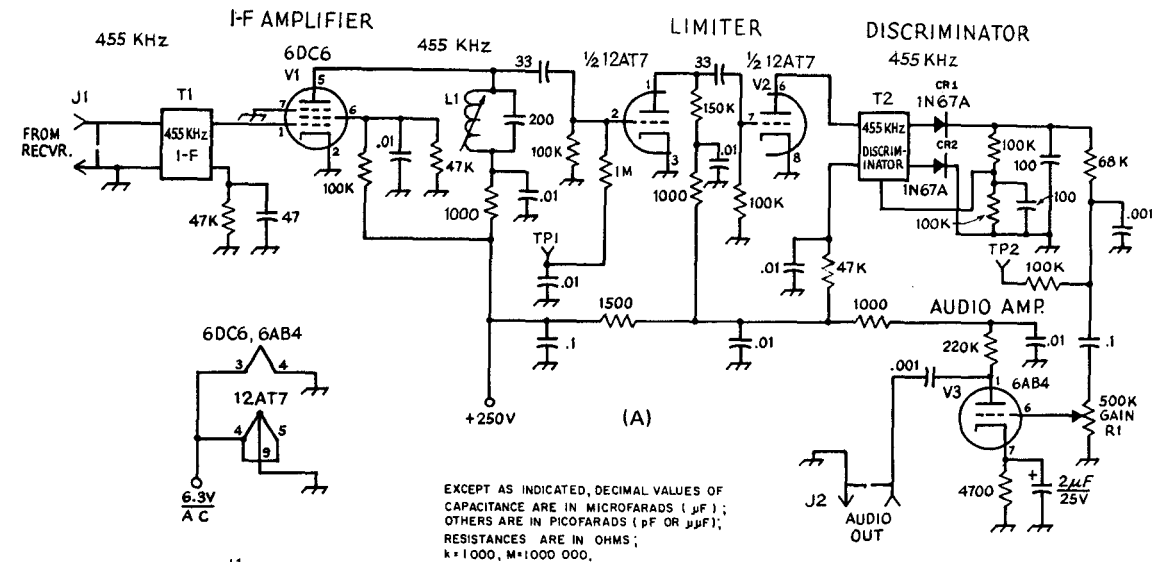 I-F AMPLIFIER
LIMITER
DISCRIMINATOR
455 KHz
6DC6
V1
455 KHz
½ 12AT7
½ 12AT7
V2
455 KHz
J1
T1
5
33
1
33
6
T2
CR1
1N67A
FROM
RECVR.
455 KHz
I-F
7
1
6
2
L1
200
2
3
150K
7
8
455 KHz
DISCRIM-
INATOR
CR2
1N67A
100K
100
68K
.01
47K
100K
1M
.01
100
.001
47K
47
100K
1000
.01
1000
100K
100K
TP1
.01
.01
47K
TP2
100K
1500
1000
AUDIO AMP.
.1
.01
220K
.01
.1
6DC6, 6AB4
3
4
12AT7
4
5
9
6.3V
AC
+250V
(A)
.001
V3
1
6AB4
6
7
500K
GAIN
R1
4700
+
2µF
25V
J2
AUDIO
OUT
EXCEPT AS INDICATED, DECIMAL VALUES OF
CAPACITANCE ARE IN MICROFARADS ( µF ) ;
OTHERS ARE IN PICOFARADS ( pF OR µµF);
RESISTANCES ARE IN OHMS ;
k = 1000, M=1000 000,